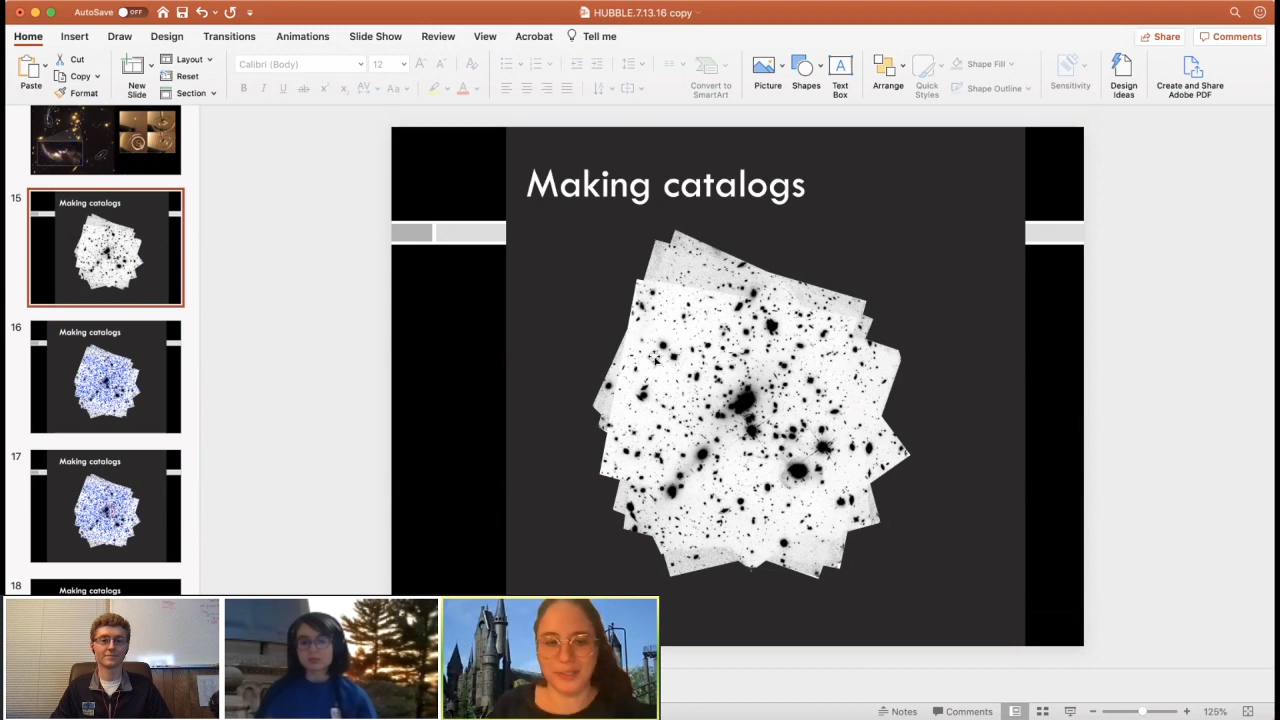 AutoSave OFF HUBBLE.7.13.16 copy
Home Insert Draw Design Transitions Animations Slide Show Review View Acrobat Tell me Share Comments
Paste Cut Copy Format
New Slide Layout Reset Section
Calibri (Body) 12
Convert to SmartArt
Picture Shapes Text Box Arrange Quick Styles
Shape Fill
Shape Outline
Sensitivity Design Ideas Create and Share Adobe PDF
15
Making catalogs
16
Making catalogs
17
Making catalogs
18
Making catalogs
Making catalogs
Notes Comments 125%